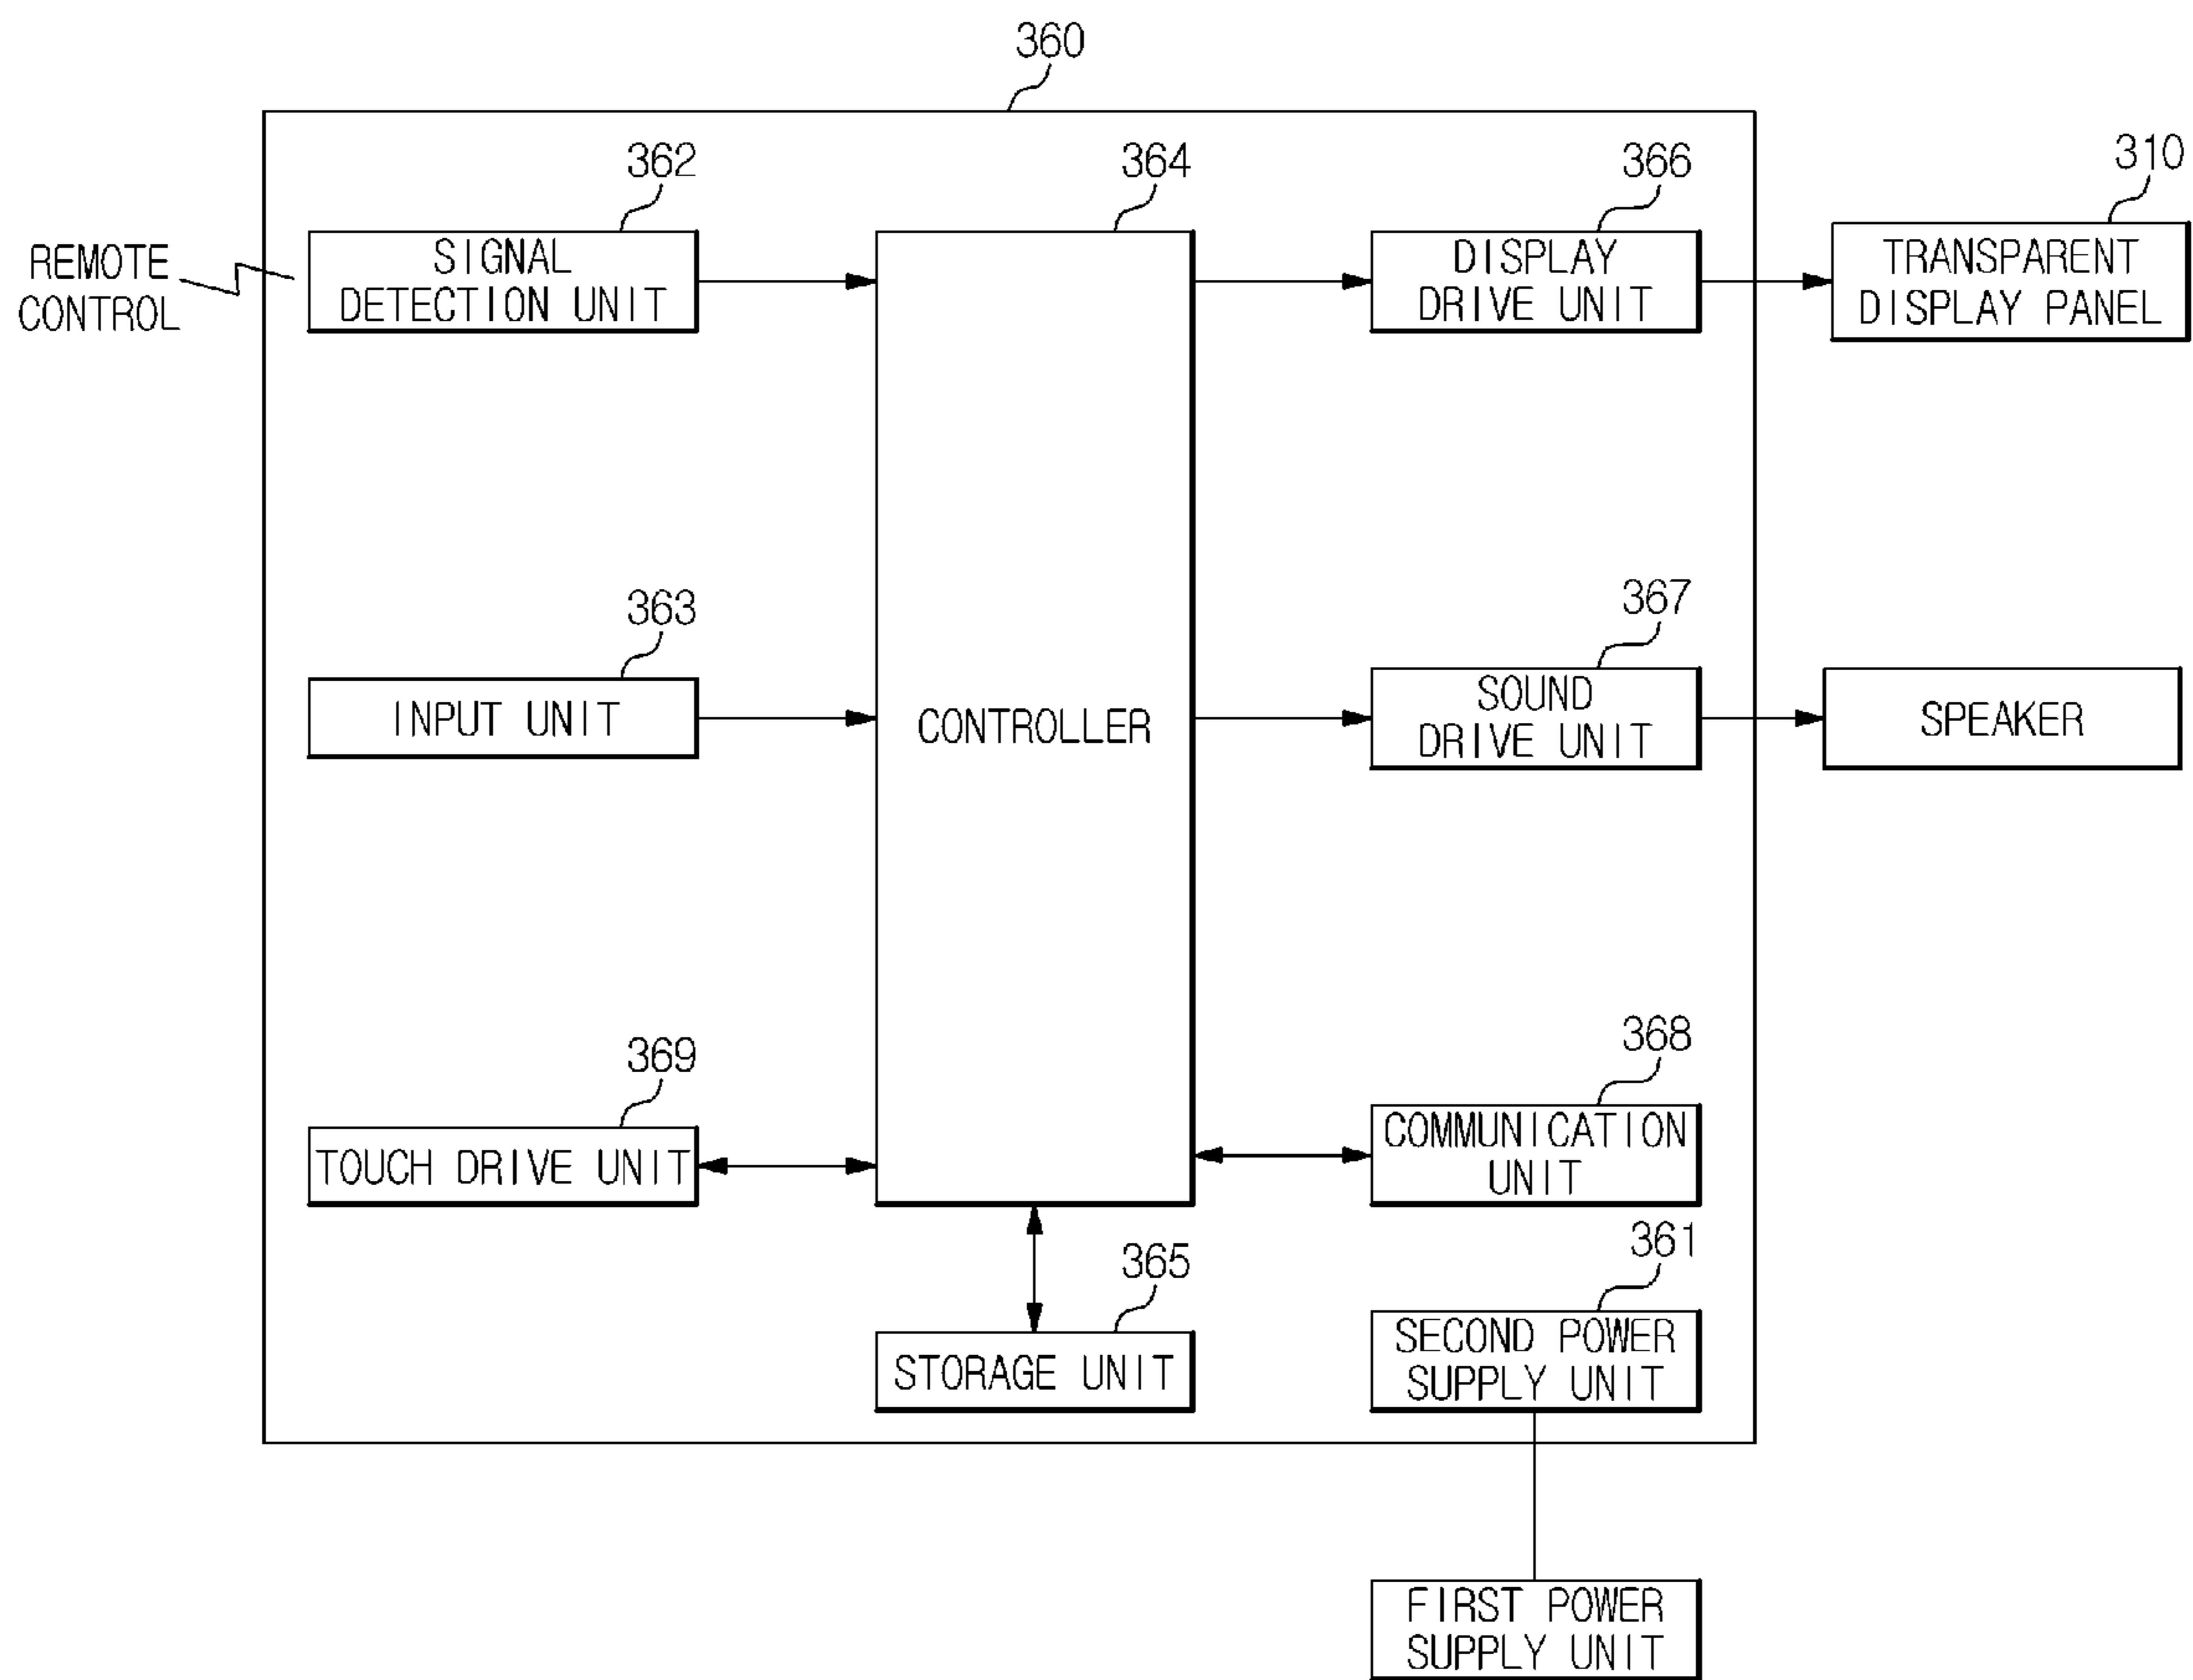 360
362
364
366
310
REMOTE
CONTROL
SIGNAL
DETECTION UNIT
DISPLAY
DRIVE UNIT
TRANSPARENT
DISPLAY PANEL
363
367
INPUT UNIT
CONTROLLER
SOUND
DRIVE UNIT
SPEAKER
369
368
TOUCH DRIVE UNIT
COMMUNICATION
UNIT
365
361
STORAGE UNIT
SECOND POWER
SUPPLY UNIT
FIRST POWER
SUPPLY UNIT